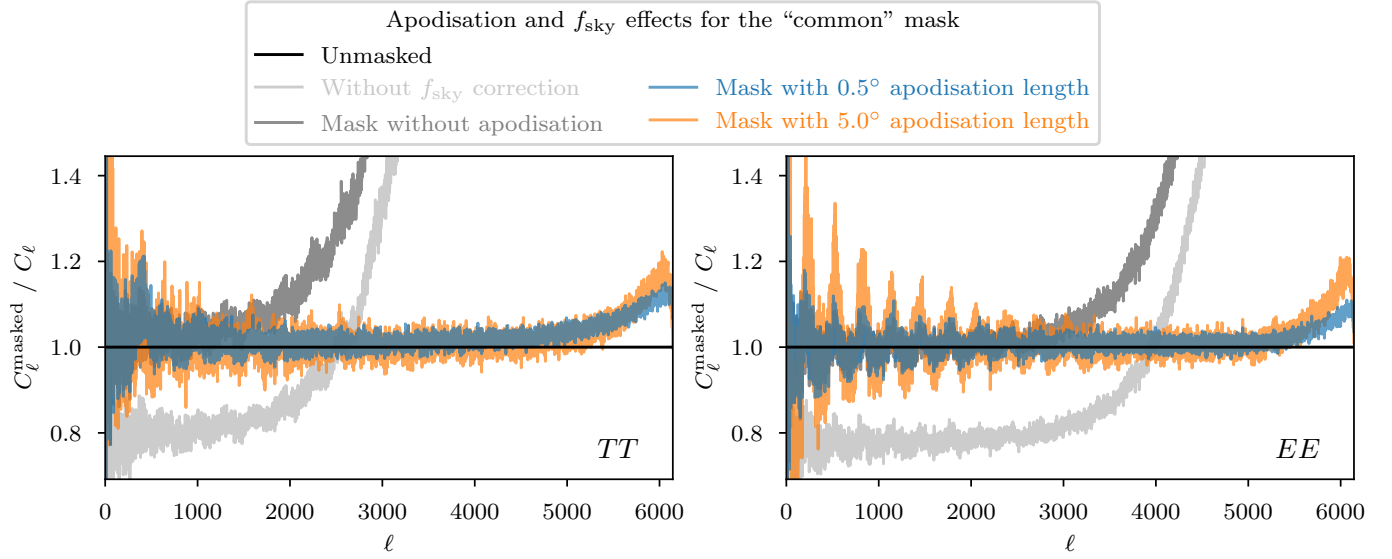 Apodisation and f_sky effects for the “common” mask
Unmasked
Without f_sky correction
Mask without apodisation
Mask with 0.5° apodisation length
Mask with 5.0° apodisation length
C_ℓ^masked / C_ℓ
1.4
1.2
1.0
0.8
TT
0 1000 2000 3000 4000 5000 6000
ℓ
C_ℓ^masked / C_ℓ
1.4
1.2
1.0
0.8
EE
0 1000 2000 3000 4000 5000 6000
ℓ